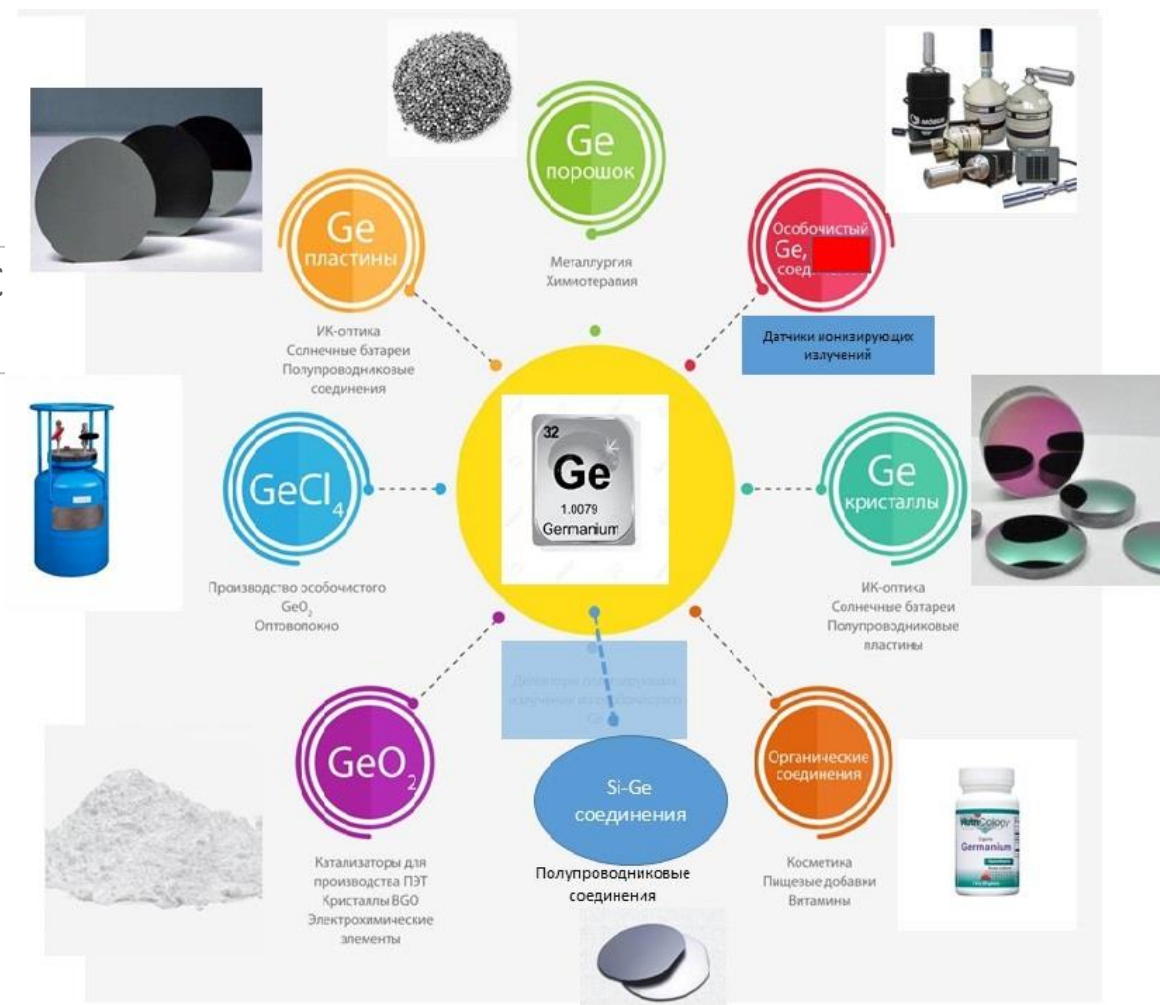 Ge
порошок
Металлургия
Химиотерапия
Ge
пластины
ИК-оптика
Солнечные батареи
Полупроводниковые
соединения
Особочистый
Ge,
соед
Датчики ионизирующих
излучений
32
Ge
1.0079
Germanium
GeCl4
Производство особочистого
GeO2
Оптоволокно
Ge
кристаллы
ИК-оптика
Солнечные батареи
Полупроводниковые
пластины
GeO2
Катализаторы для
производства ПЭТ
Кристаллы BGO
Электрохимические
элементы
Si-Ge
соединения
Полупроводниковые
соединения
Органические
соединения
Косметика
Пищевые добавки
Витамины
NutriCology
Germanium